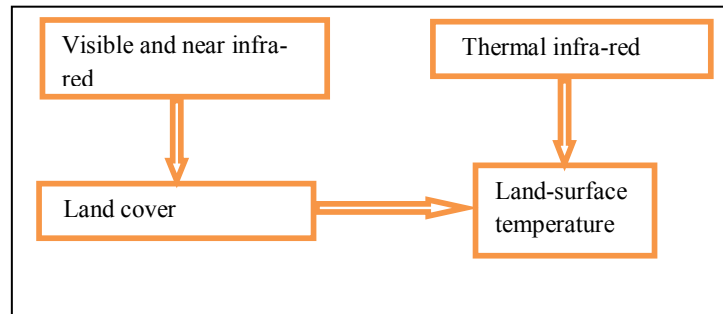 Visible and near infra-
red
Thermal infra-red
Land cover
Land-surface
temperature